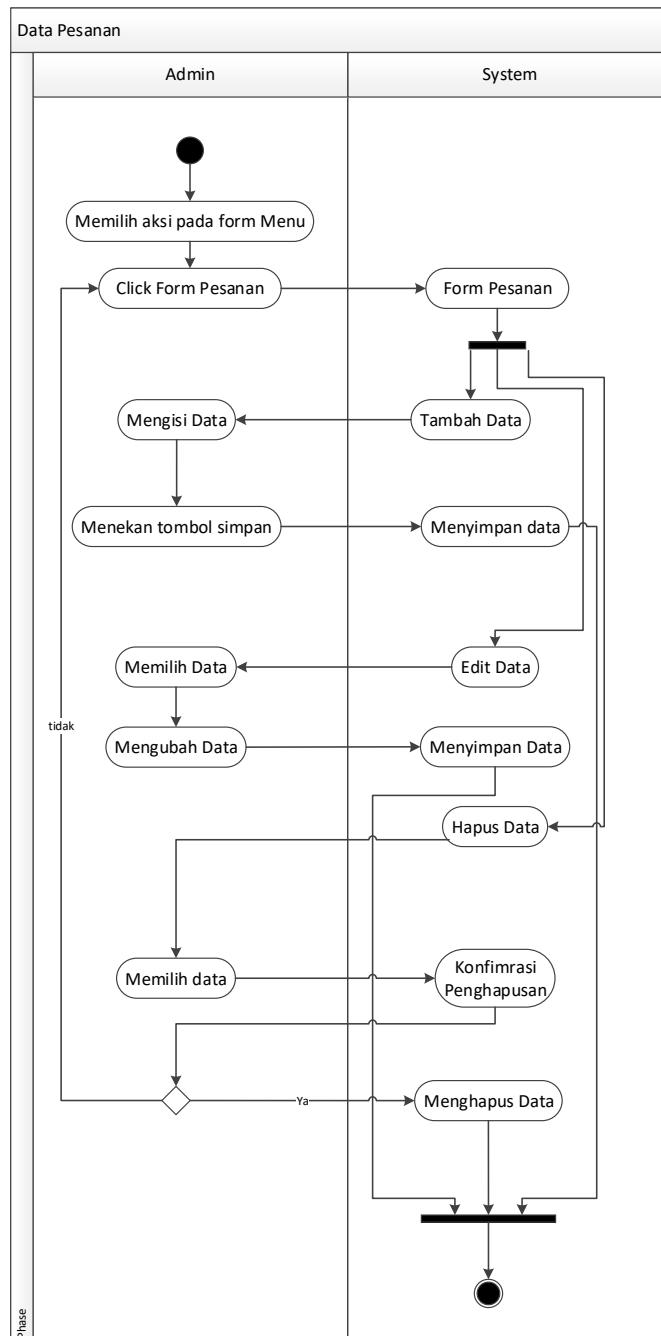 Data Pesanan
Admin
System
Memilih aksi pada form Menu
Click Form Pesanan
Form Pesanan
Mengisi Data
Tambah Data
Menekan tombol simpan
Menyimpan data
Memilih Data
Edit Data
tidak
Mengubah Data
Menyimpan Data
Hapus Data
Memilih data
Konfimrasi
Penghapusan
Ya
Menghapus Data
Phase